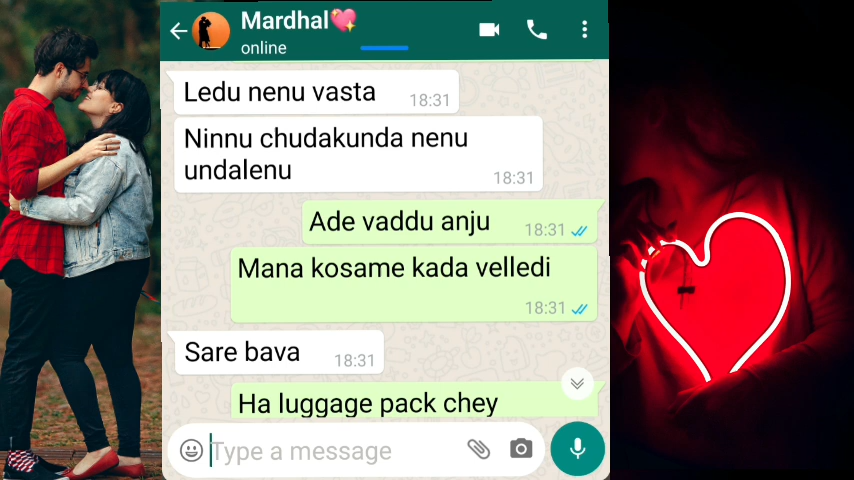 Mardhal💖
online
Ledu nenu vasta
18:31
Ninnu chudakunda nenu
undalenu
18:31
Ade vaddu anju
18:31
Mana kosame kada velledi
18:31
Sare bava
18:31
Ha luggage pack chey
Type a message